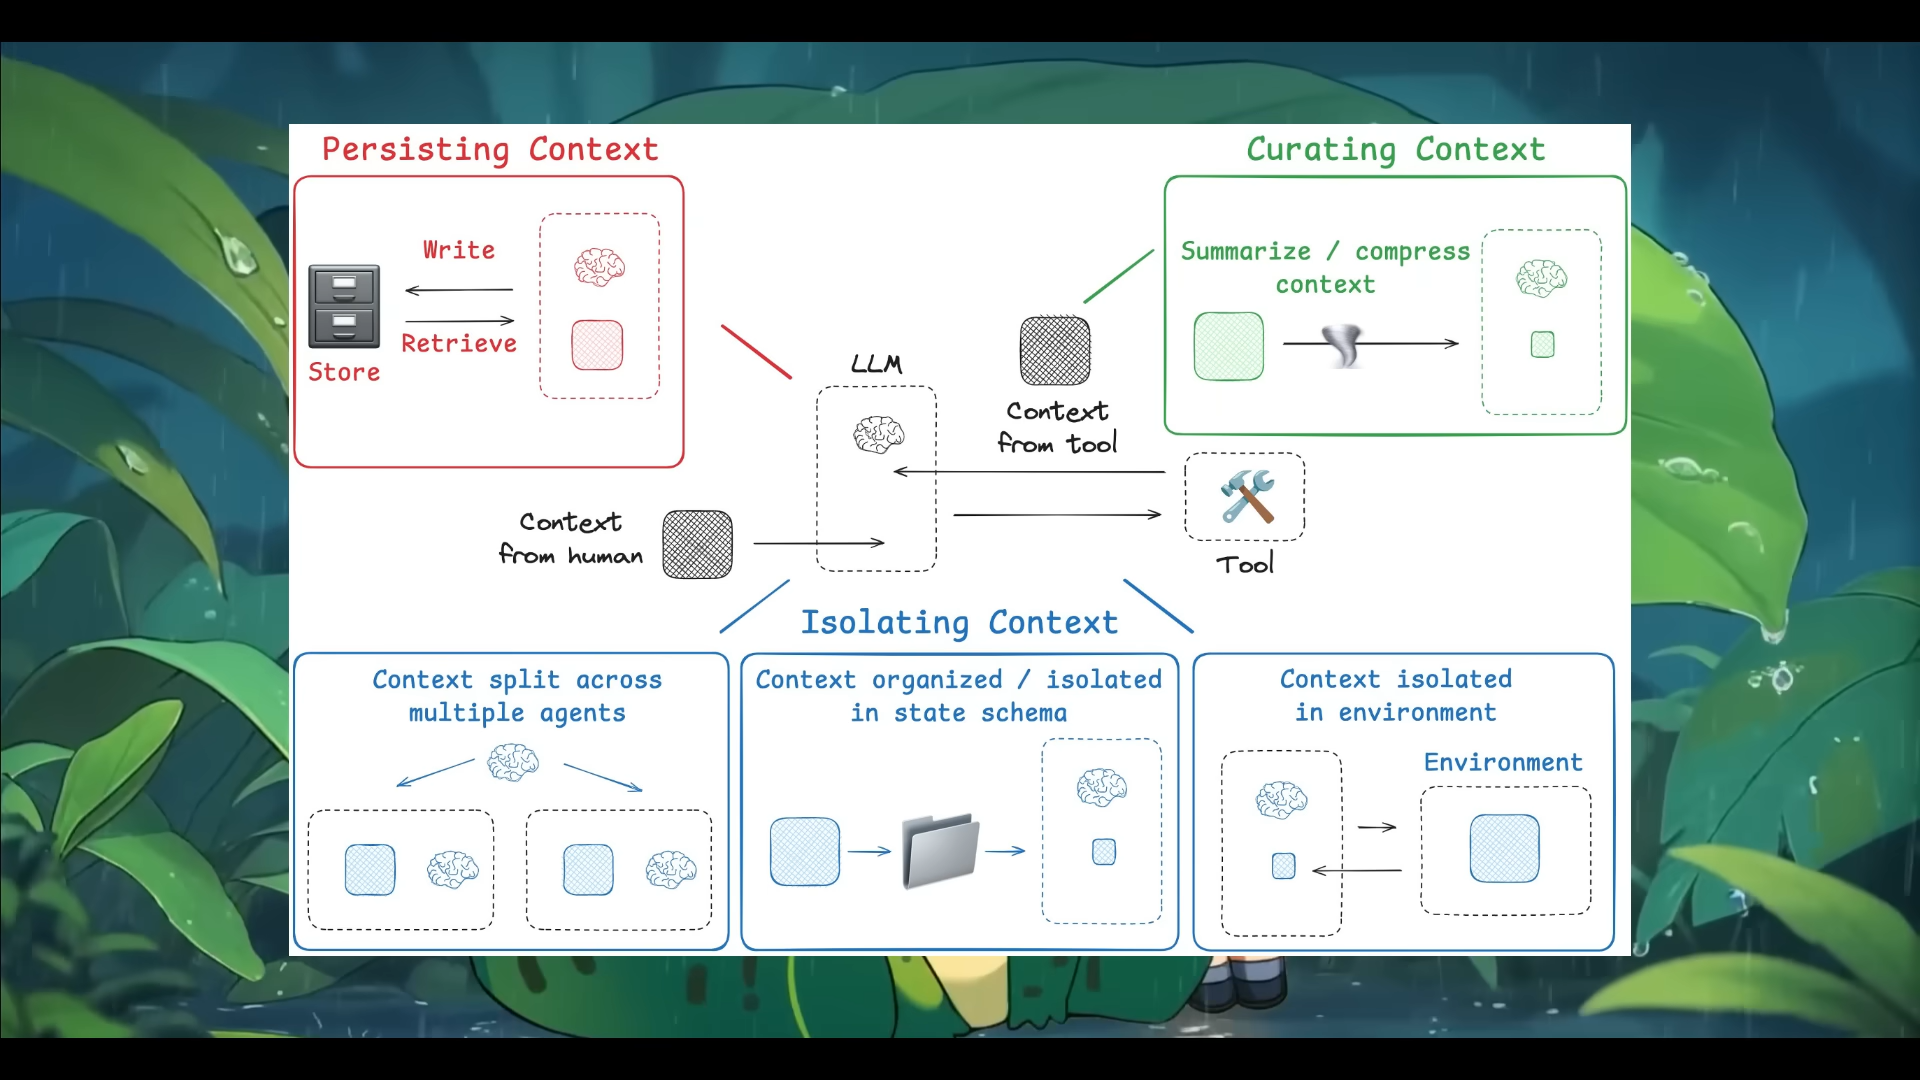 Persisting Context
Write
Retrieve
Store
Curating Context
Summarize / compress
context
LLM
Context
from tool
Context
from human
Tool
Isolating Context
Context split across
multiple agents
Context organized / isolated
in state schema
Context isolated
in environment
Environment